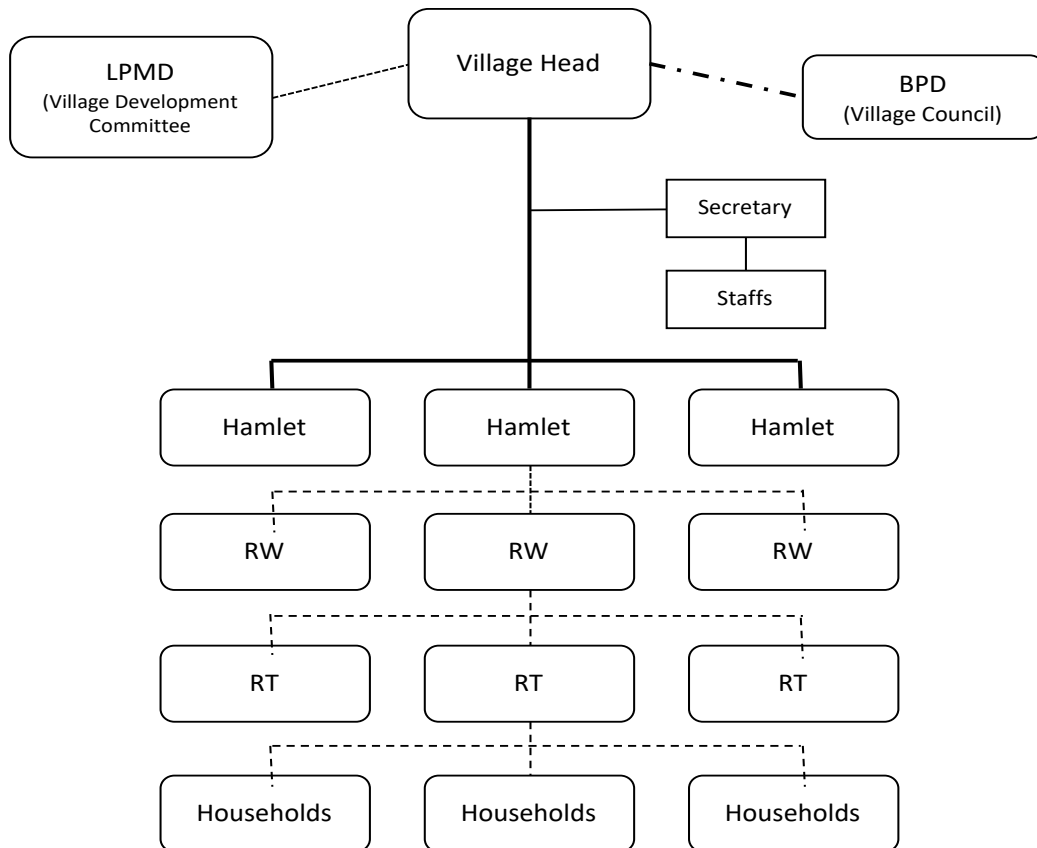 LPMD
(Village Development
Committee
Village Head
BPD
(Village Council)
Secretary
Staffs
Hamlet
Hamlet
Hamlet
RW
RW
RW
RT
RT
RT
Households
Households
Households